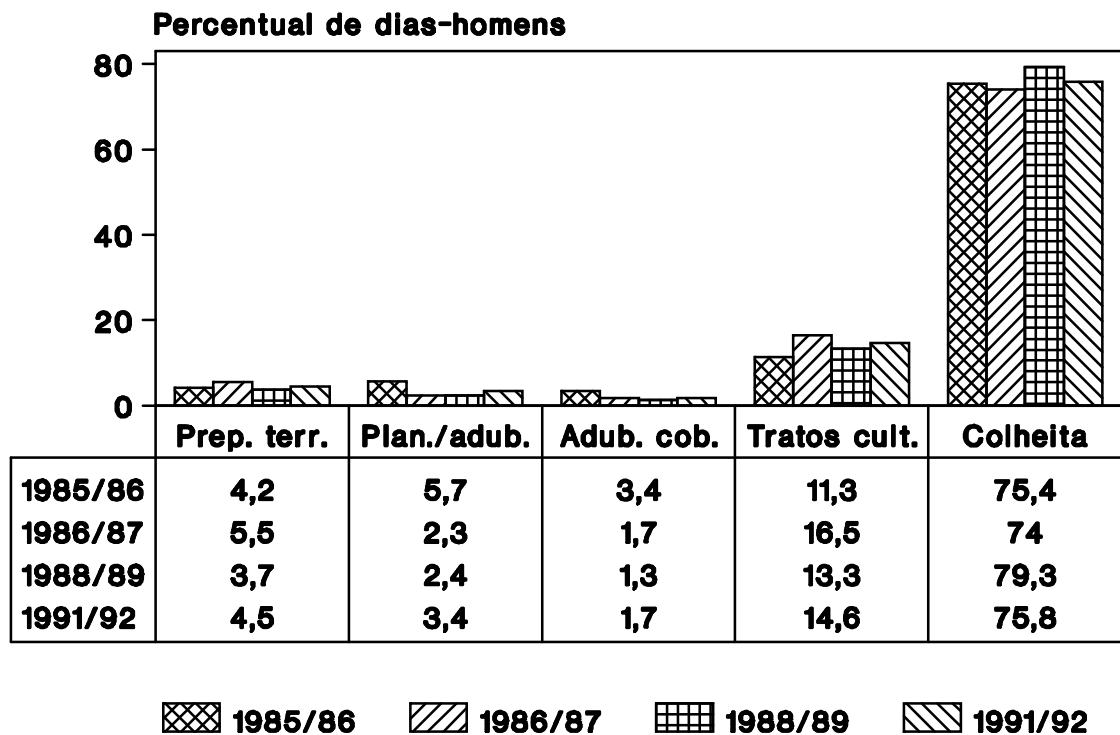 Percentual de dias-homens
80
60
40
20
0
Prep. terr. Plan./adub. Adub. cob. Tratos cult. Colheita
1985/86 4,2 5,7 3,4 11,3 75,4
1986/87 5,5 2,3 1,7 16,5 74
1988/89 3,7 2,4 1,3 13,3 79,3
1991/92 4,5 3,4 1,7 14,6 75,8
1985/86 1986/87 1988/89 1991/92